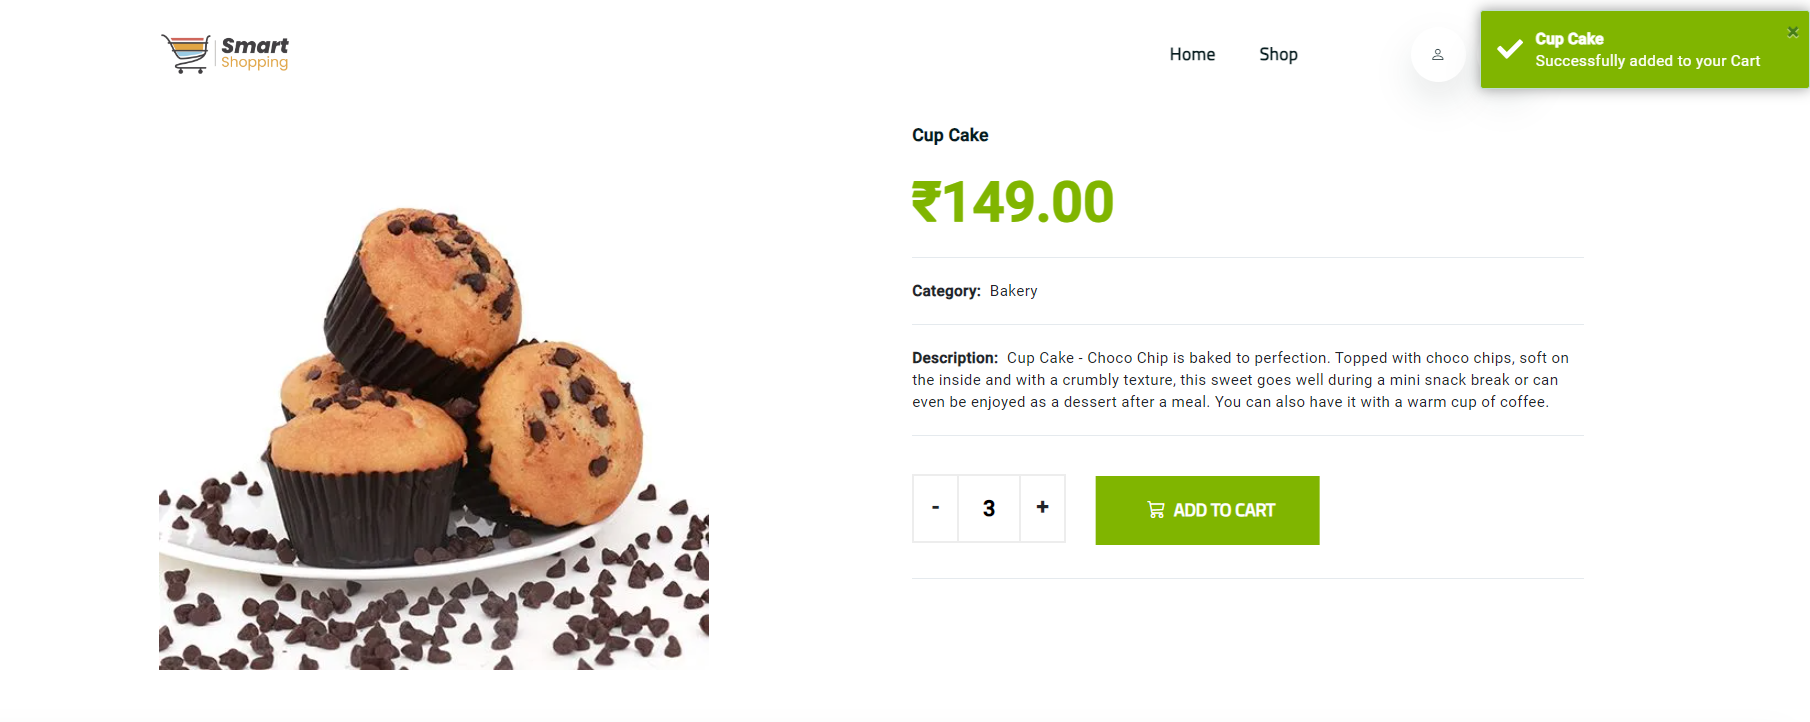 Smart
Shopping
Home
Shop
Cup Cake
Successfully added to your Cart
×
Cup Cake
₹149.00
Category: Bakery
Description: Cup Cake - Choco Chip is baked to perfection. Topped with choco chips, soft on
the inside and with a crumbly texture, this sweet goes well during a mini snack break or can
even be enjoyed as a dessert after a meal. You can also have it with a warm cup of coffee.
- 3 +
ADD TO CART